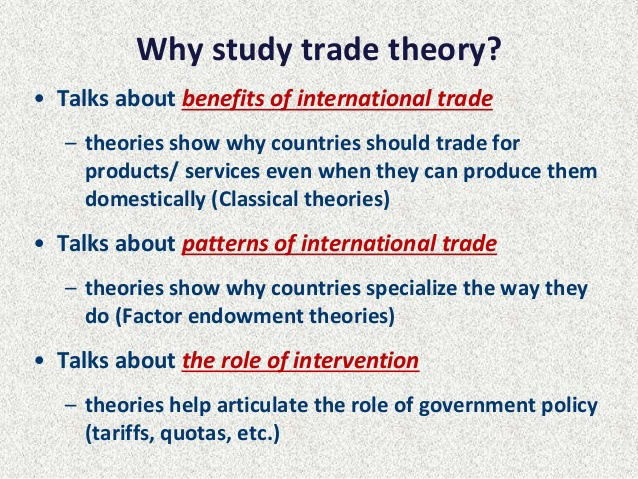 Why study trade theory?
• Talks about benefits of international trade
– theories show why countries should trade for
products/ services even when they can produce them
domestically (Classical theories)
• Talks about patterns of international trade
– theories show why countries specialize the way they
do (Factor endowment theories)
• Talks about the role of intervention
– theories help articulate the role of government policy
(tariffs, quotas, etc.)